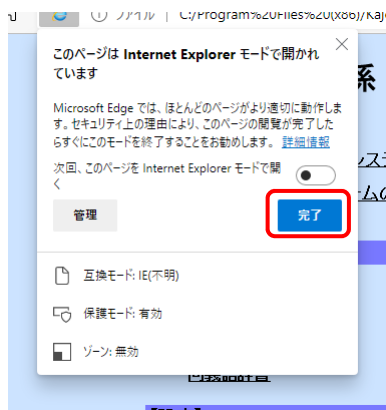 ファイル | C:/Program%20Files%20(x86)/Kaj
このページは Internet Explorer モードで開かれ
ています
系
Microsoft Edge では、ほとんどのページがより適切に動作しま
す。セキュリティ上の理由により、このページの閲覧が完了した
らすぐにこのモードを終了することをお勧めします。 詳細情報
次回、このページを Internet Explorer モードで開
く
管理
完了
互換モード: IE(不明)
保護モード: 有効
ゾーン: 無効